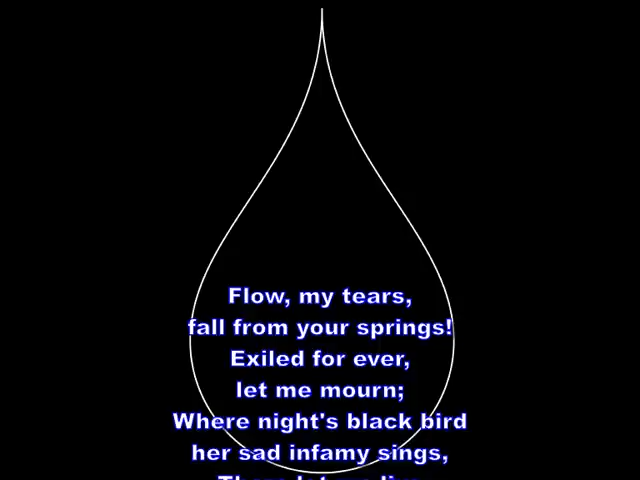 Flow, my tears,
fall from your springs!
Exiled for ever,
let me mourn;
Where night's black bird
her sad infamy sings,